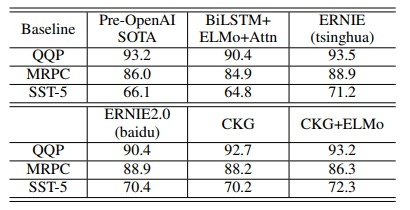 Baseline Pre-OpenAI SOTA BiLSTM+ ELMo+Attn ERNIE (tsinghua)
QQP 93.2 90.4 93.5
MRPC 86.0 84.9 88.9
SST-5 66.1 64.8 71.2
ERNIE2.0 (baidu) CKG CKG+ELMo
QQP 90.4 92.7 93.2
MRPC 88.9 88.2 86.3
SST-5 70.4 70.2 72.3